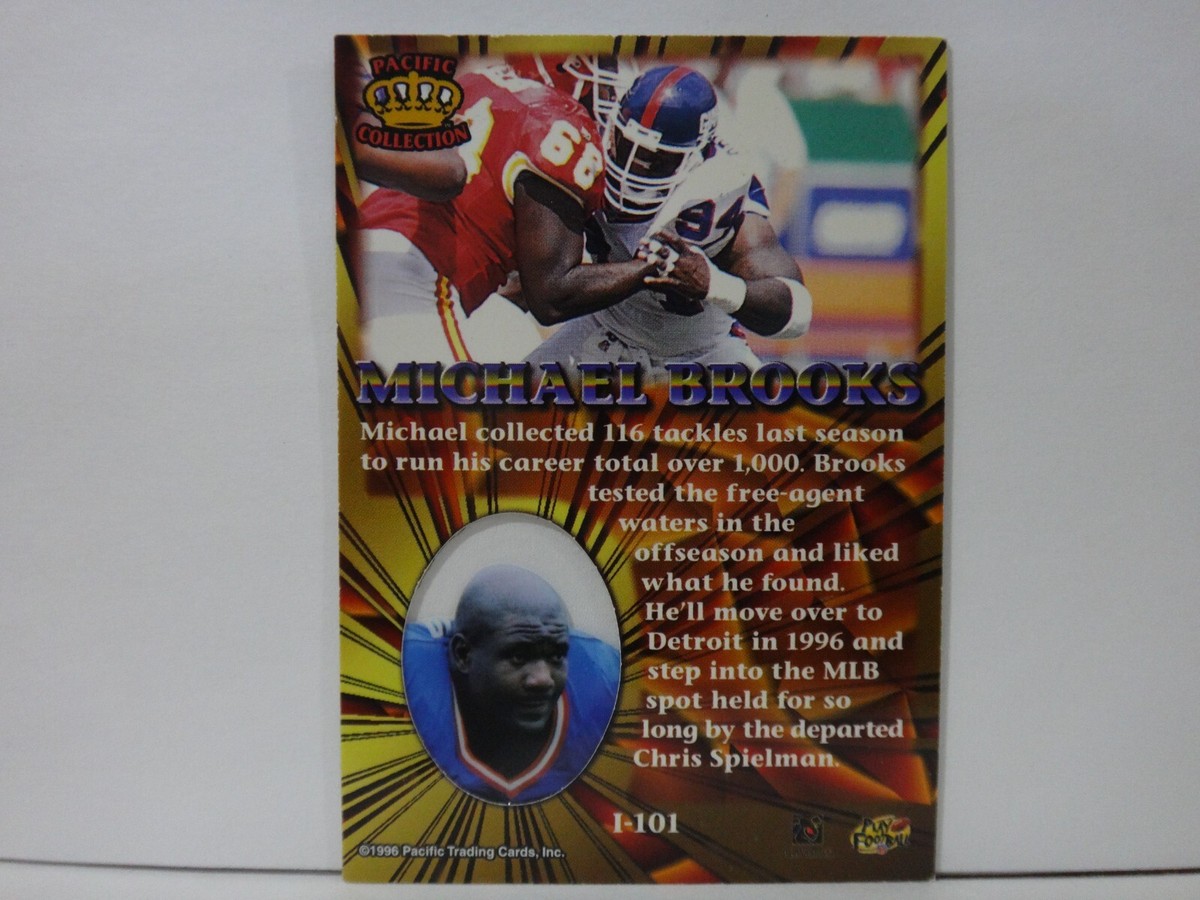 PACIFIC
COLLECTION
68
94
MICHAEL BROOKS
Michael collected 116 tackles last season
to run his career total over 1,000. Brooks
tested the free-agent
waters in the
offseason and liked
what he found.
He'll move over to
Detroit in 1996 and
step into the MLB
spot held for so
long by the departed
Chris Spielman.
I-101
©1996 Pacific Trading Cards, Inc.
PLAY
FOOTBALL